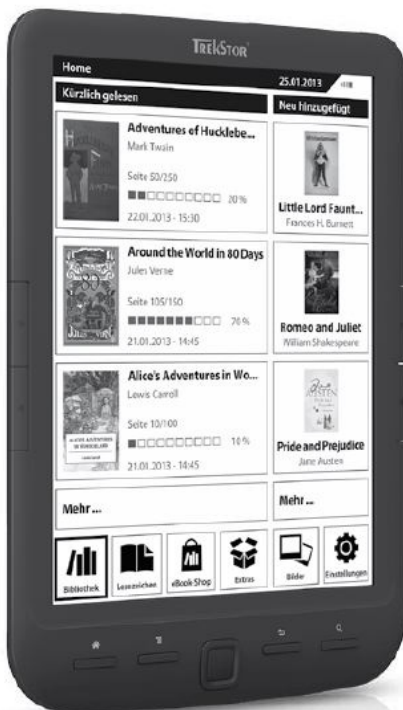 TREKSTOR
Home
25.01.2013
Kürzlich gelesen
Adventures of Hucklebe...
Mark Twain
Seite 50/250
20 %
22.01.2013 - 15:30
Around the World in 80 Days
Jules Verne
Seite 105/150
70 %
21.01.2013 - 14:45
Alice's Adventures in Wo...
Lewis Carroll
Seite 10/100
10 %
21.01.2013 - 14:45
Mehr ...
Neu hinzugefügt
Little Lord Faunt...
Frances H. Burnett
Romeo and Juliet
William Shakespeare
Pride and Prejudice
Jane Austen
Mehr ...
Bibliothek
Lesezeichen
eBook-Shop
Extras
Bilder
Einstellungen